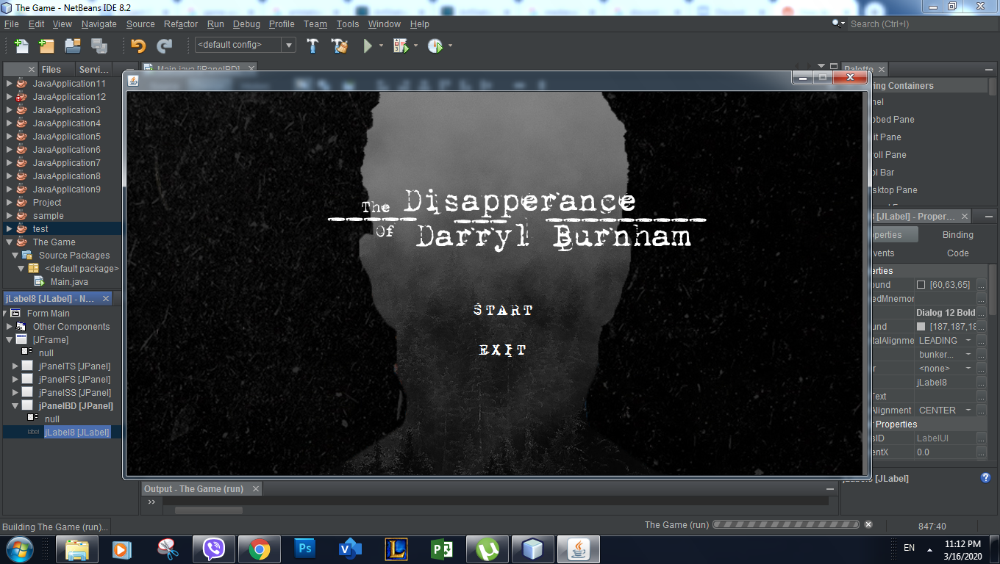 The Game - NetBeans IDE 8.2
File Edit View Navigate Source Refactor Run Debug Profile Team Tools Window Help
Search (Ctrl+I)
<default config>
Files Servi...
Main.java [jPanelBD]
Palette
JavaApplication11
JavaApplication12
JavaApplication3
JavaApplication4
JavaApplication5
JavaApplication6
JavaApplication7
JavaApplication8
JavaApplication9
Project
sample
test
The Game
Source Packages
<default package>
Main.java
jLabel8 [JLabel] - N...
Form Main
Other Components
[JFrame]
null
jPanelTS [JPanel]
jPanelFS [JPanel]
jPanelSS [JPanel]
jPanelBD [JPanel]
null
label jLabel8 [JLabel]
The Disapperance
Of Darryl Burnham
START
EXIT
ing Containers
nel
bbed Pane
it Pane
roll Pane
ol Bar
esktop Pane
[JLabel] - Proper...
perties Binding
vents Code
erties
ound [60,63,65] ...
edMnemor ...
Dialog 12 Bold ...
und [187,187,18 ...
talAlignme LEADING ...
bunker... ...
r <none> ...
jLabel8 ...
Text ...
Alignment CENTER ...
r Properties
sID LabelUI ...
entX 0.0 ...
[JLabel]
Output - The Game (run)
>>
Building The Game (run)...
The Game (run)
847:40
Ps
EN
11:12 PM
3/16/2020